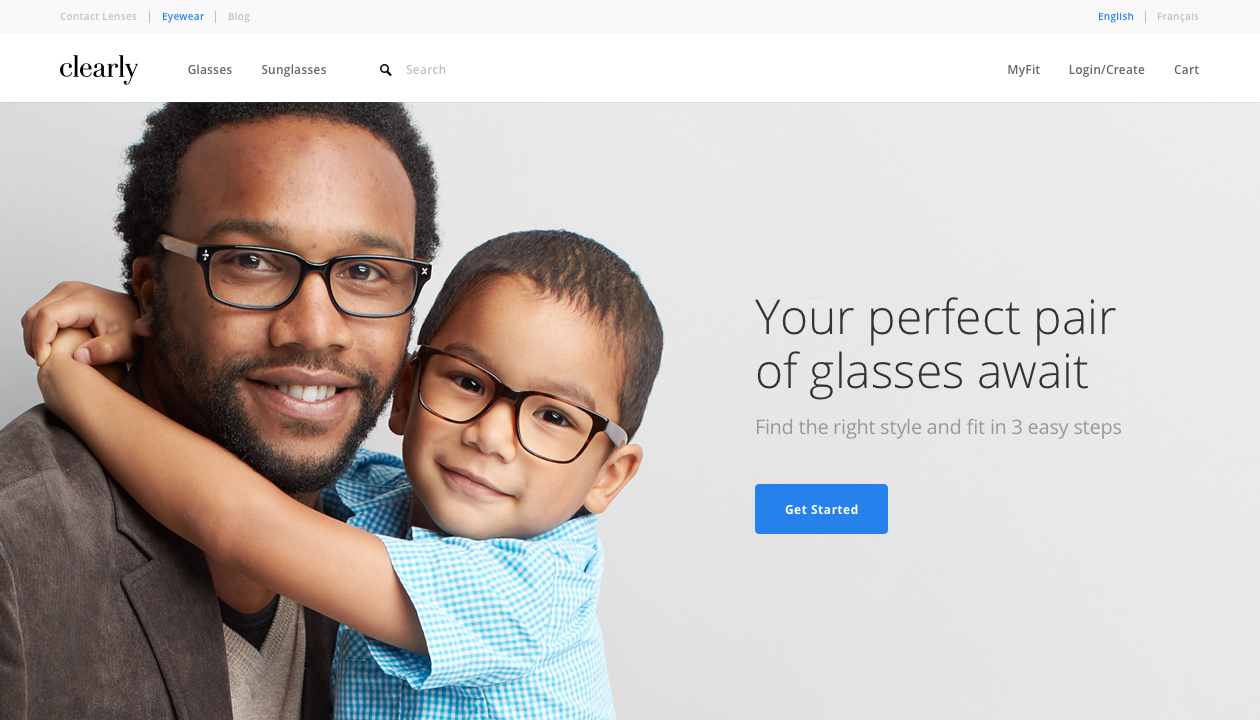 Contact Lenses | Eyewear | Blog English | Français
clearly Glasses Sunglasses Search MyFit Login/Create Cart
Your perfect pair
of glasses await
Find the right style and fit in 3 easy steps
Get Started